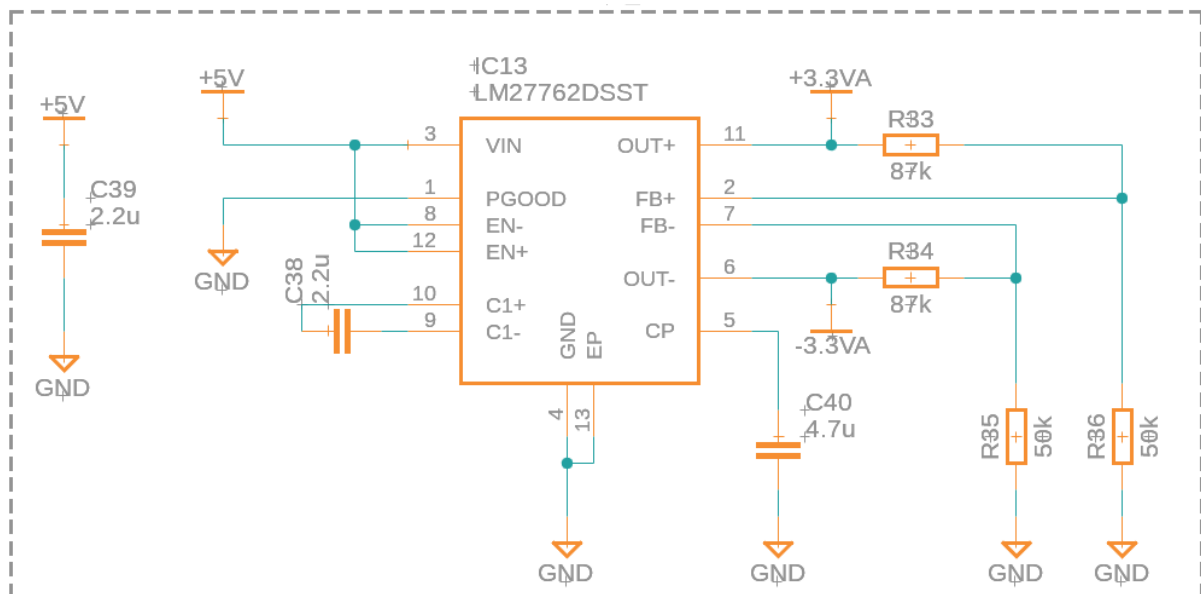 IC13
LM27762DSST
+5V
+5V
+3.3VA
R33
87k
C39
2.2u
3
VIN
OUT+
11
1
PGOOD
FB+
2
8
EN-
FB-
7
12
EN+
GND
C38
2.2u
OUT-
6
R34
87k
10
C1+
9
C1-
CP
5
-3.3VA
GND
EP
GND
4
13
C40
4.7u
R35
50k
R36
50k
GND
GND
GND
GND